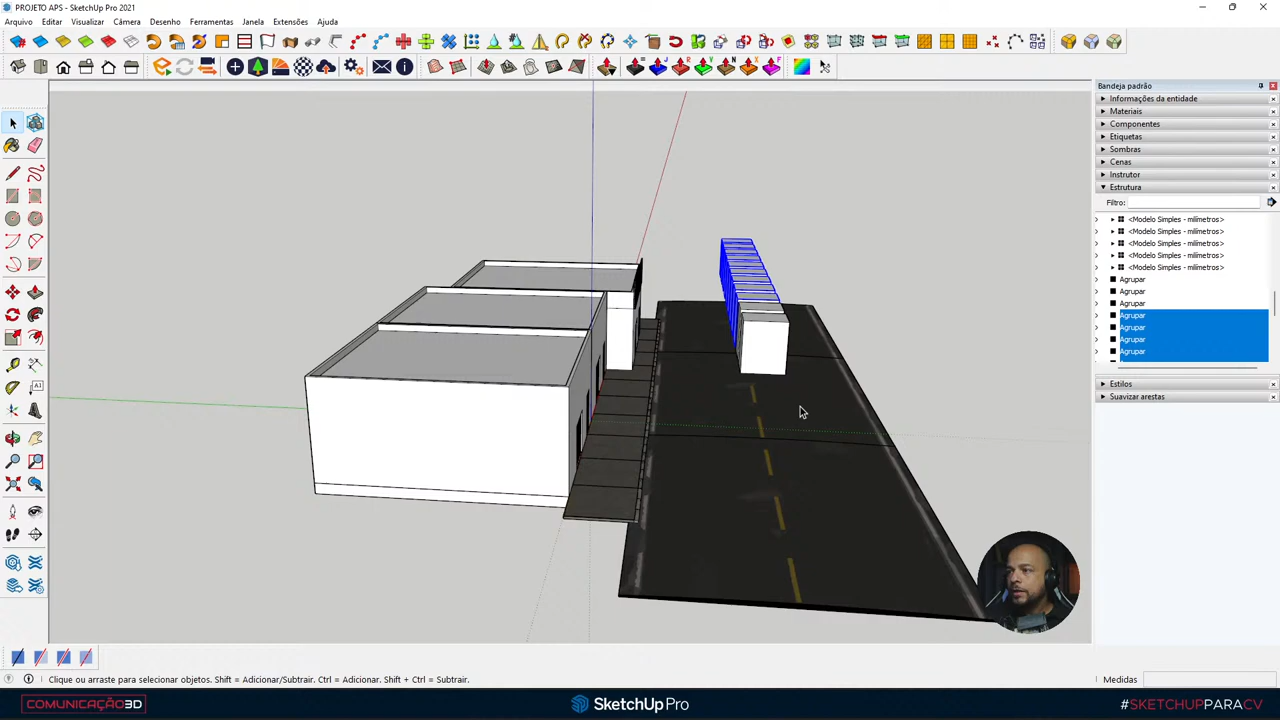 PROJETO APS - SketchUp Pro 2021
Arquivo Editar Visualizar Câmera Desenho Ferramentas Janela Extensões Ajuda
Bandeja padrão
Informações da entidade
Materiais
Componentes
Etiquetas
Sombras
Cenas
Instrutor
Estrutura
Filtro:
<Modelo Simples - milímetros>
<Modelo Simples - milímetros>
<Modelo Simples - milímetros>
<Modelo Simples - milímetros>
<Modelo Simples - milímetros>
Agrupar
Agrupar
Agrupar
Agrupar
Agrupar
Agrupar
Agrupar
Estilos
Suavizar arestas
Clique ou arraste para selecionar objetos. Shift = Adicionar/Subtrair. Ctrl = Adicionar. Shift + Ctrl = Subtrair.
Medidas
COMUNICAÇÃO3D
SketchUp Pro
#SKETCHUPPARACV